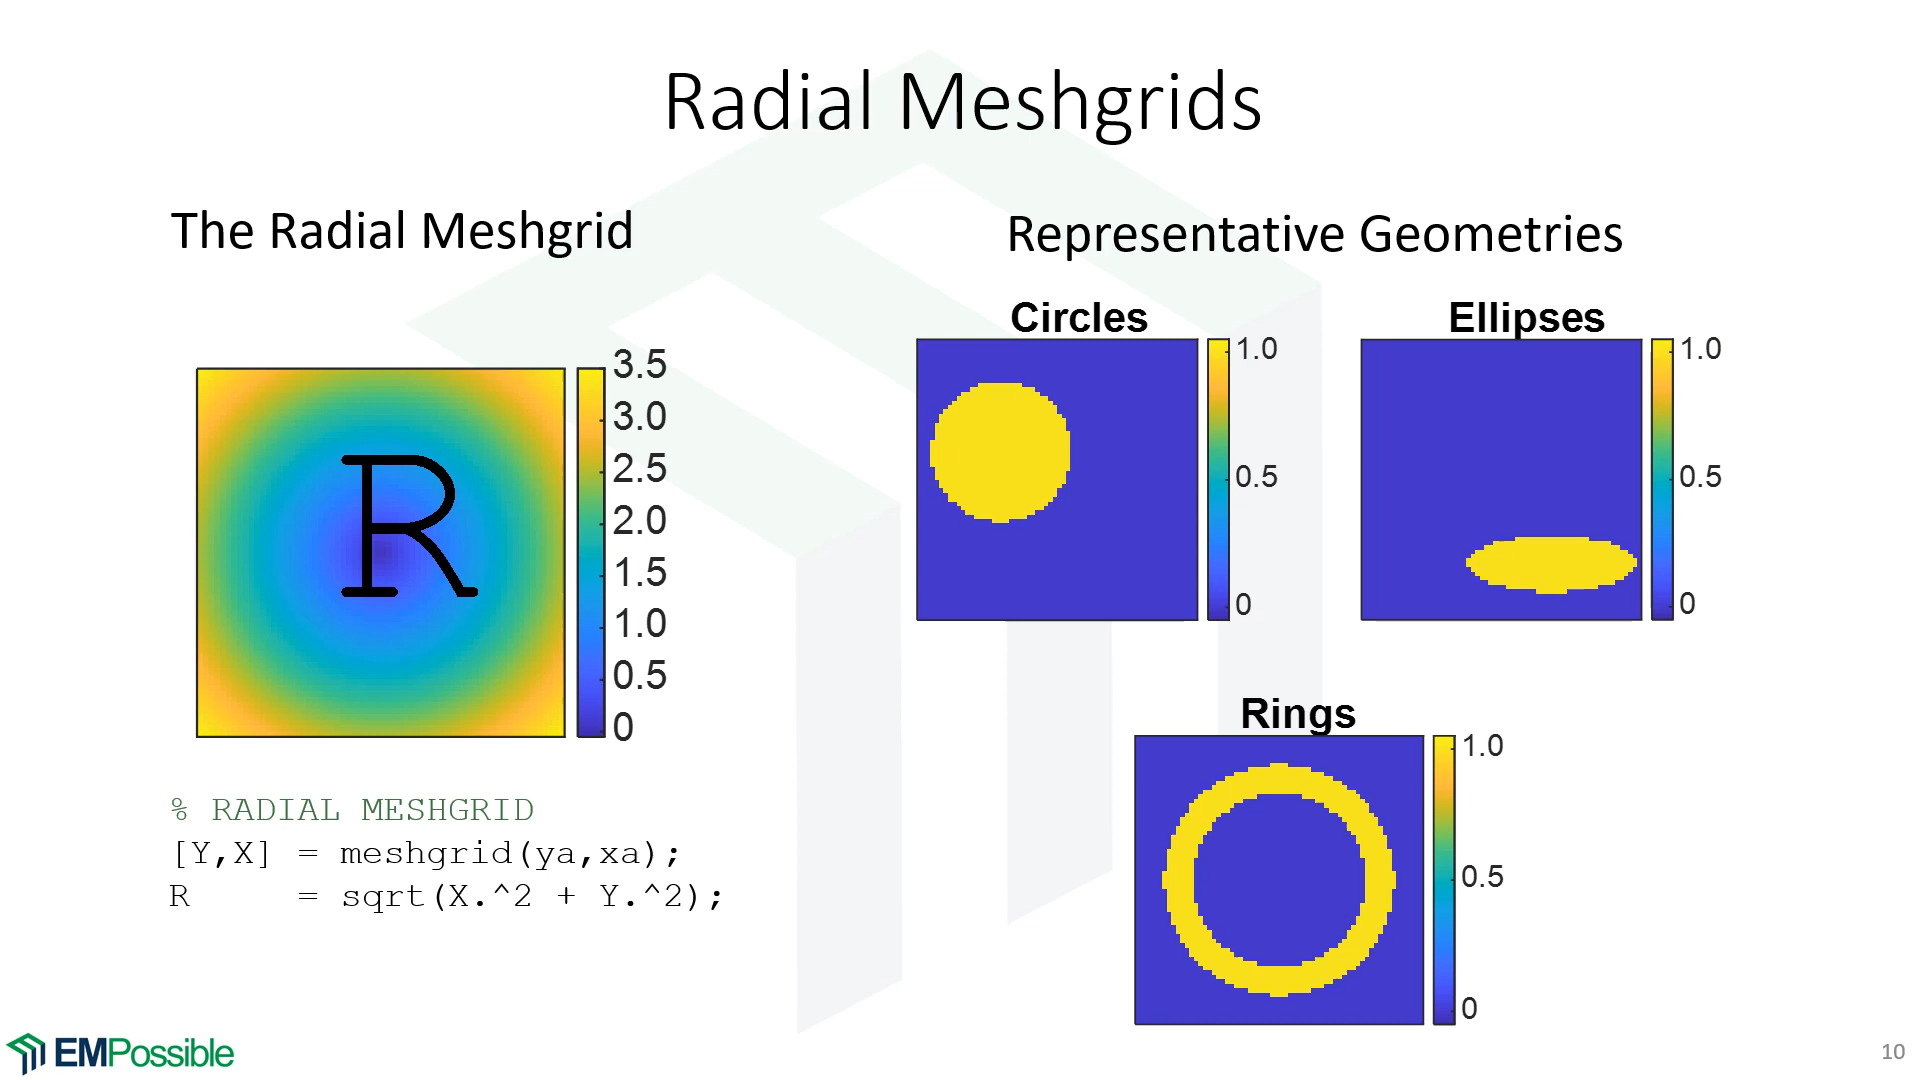 Radial Meshgrids
The Radial Meshgrid
R
3.5
3.0
2.5
2.0
1.5
1.0
0.5
0
% RADIAL MESHGRID
[Y,X] = meshgrid(ya,xa);
R = sqrt(X.^2 + Y.^2);
Representative Geometries
Circles
1.0
0.5
0
Ellipses
1.0
0.5
0
Rings
1.0
0.5
0
EMPossible
10